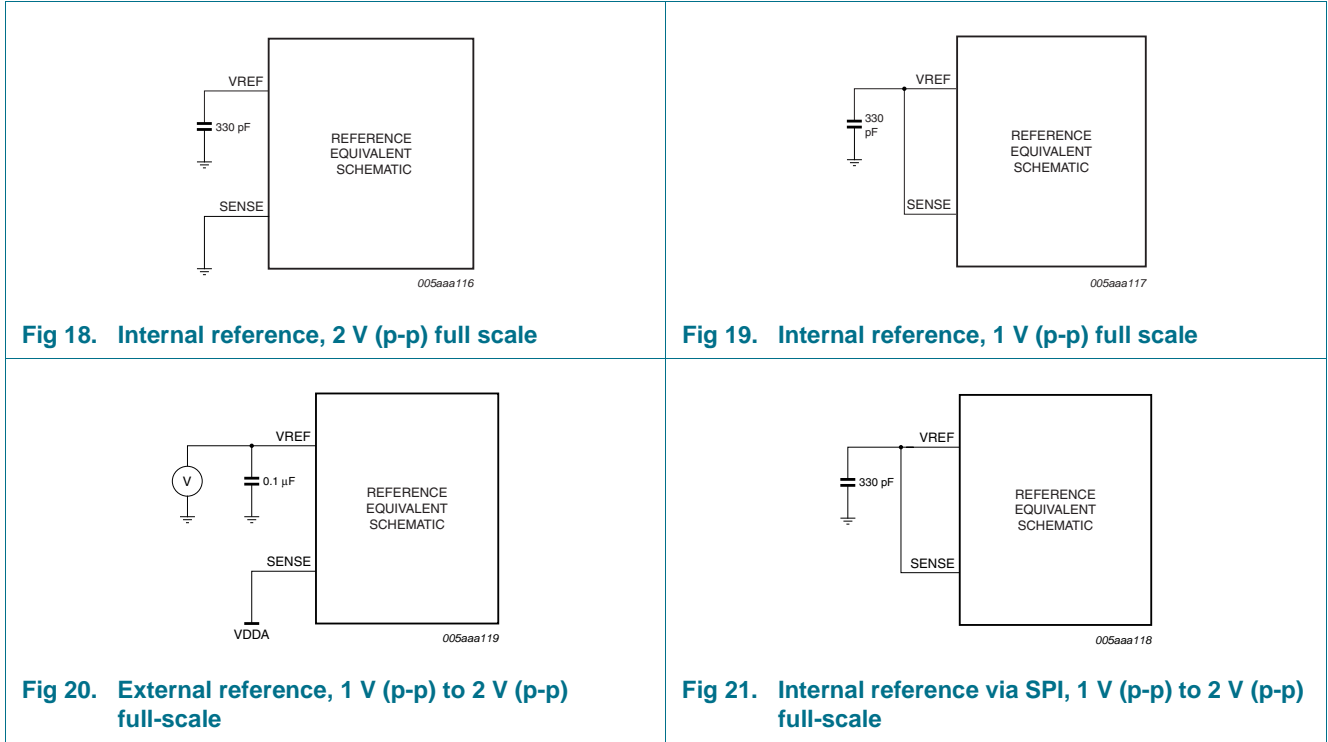 VREF
330 pF
REFERENCE
EQUIVALENT
SCHEMATIC
SENSE
005aaa116
Fig 18. Internal reference, 2 V (p-p) full scale
VREF
330
pF
REFERENCE
EQUIVALENT
SCHEMATIC
SENSE
005aaa117
Fig 19. Internal reference, 1 V (p-p) full scale
VREF
V
0.1 μF
REFERENCE
EQUIVALENT
SCHEMATIC
SENSE
VDDA
005aaa119
Fig 20. External reference, 1 V (p-p) to 2 V (p-p)
full-scale
VREF
330 pF
REFERENCE
EQUIVALENT
SCHEMATIC
SENSE
005aaa118
Fig 21. Internal reference via SPI, 1 V (p-p) to 2 V (p-p)
full-scale